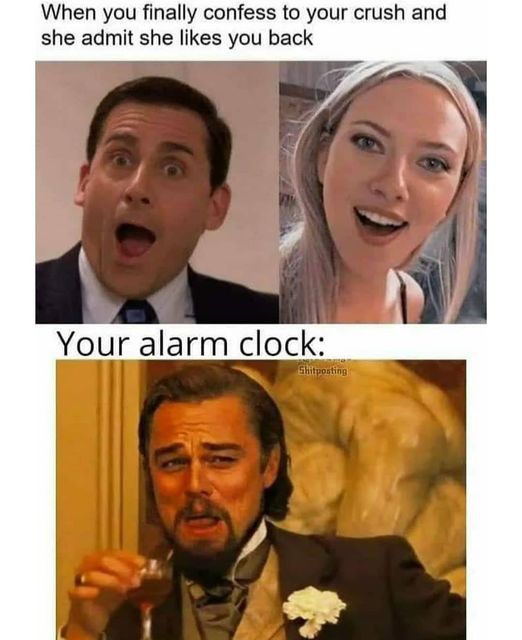 When you finally confess to your crush and
she admit she likes you back
Your alarm clock:
Shitposting